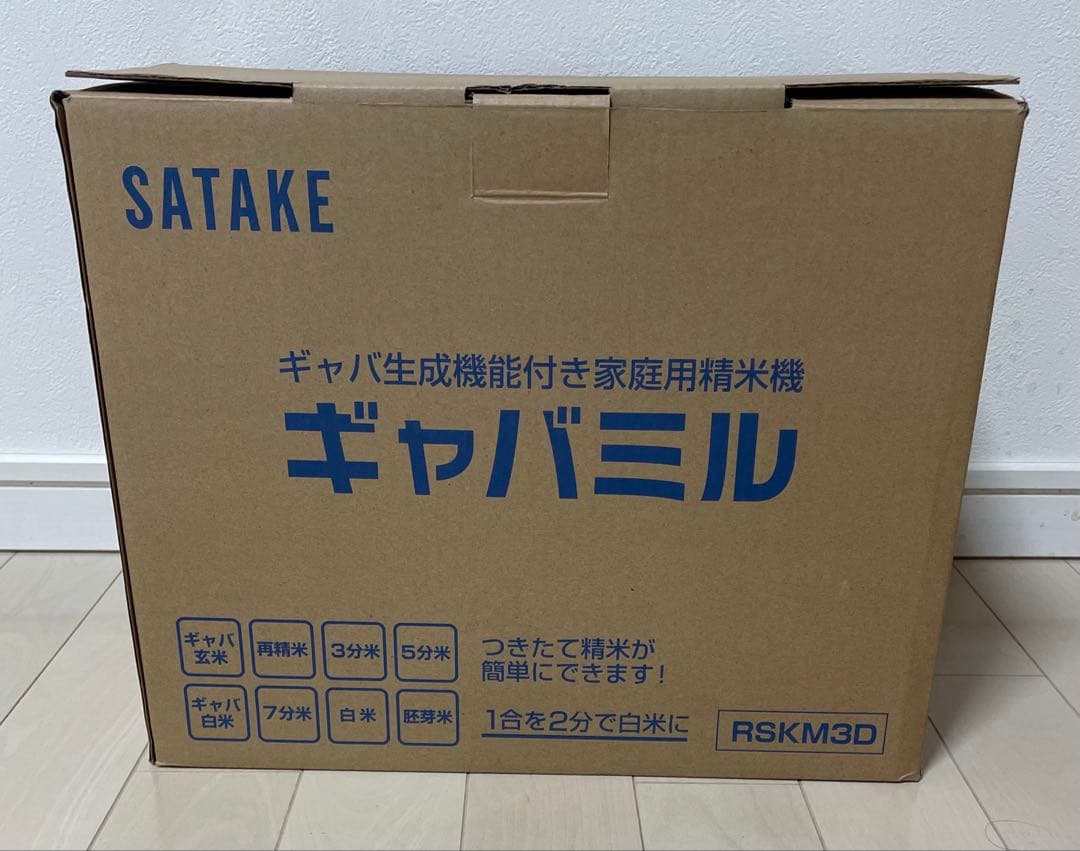 SATAKE
ギャバ生成機能付き家庭用精米機
ギャバミル
ギャバ
玄米
再精米
3分米
5分米
ギャバ
白米
7分米
白米
胚芽米
つきたて精米が
簡単にできます!
1合を2分で白米に
RSKM3D